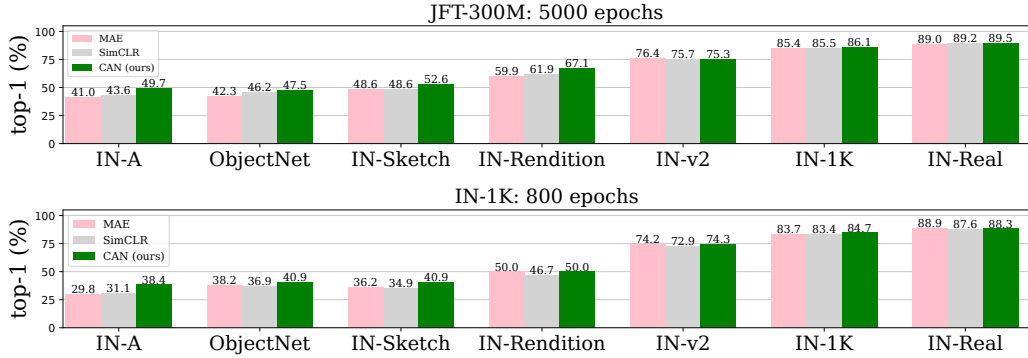 JFT-300M: 5000 epochs
top-1 (%)
100
75
50
25
0
MAE
SimCLR
CAN (ours)
41.0 43.6 49.7 42.3 46.2 47.5 48.6 48.6 52.6 59.9 61.9 67.1 76.4 75.7 75.3 85.4 85.5 86.1 89.0 89.2 89.5
IN-A ObjectNet IN-Sketch IN-Rendition IN-v2 IN-1K IN-Real
IN-1K: 800 epochs
top-1 (%)
100
75
50
25
0
MAE
SimCLR
CAN (ours)
29.8 31.1 38.4 38.2 36.9 40.9 36.2 34.9 40.9 50.0 46.7 50.0 74.2 72.9 74.3 83.7 83.4 84.7 88.9 87.6 88.3
IN-A ObjectNet IN-Sketch IN-Rendition IN-v2 IN-1K IN-Real